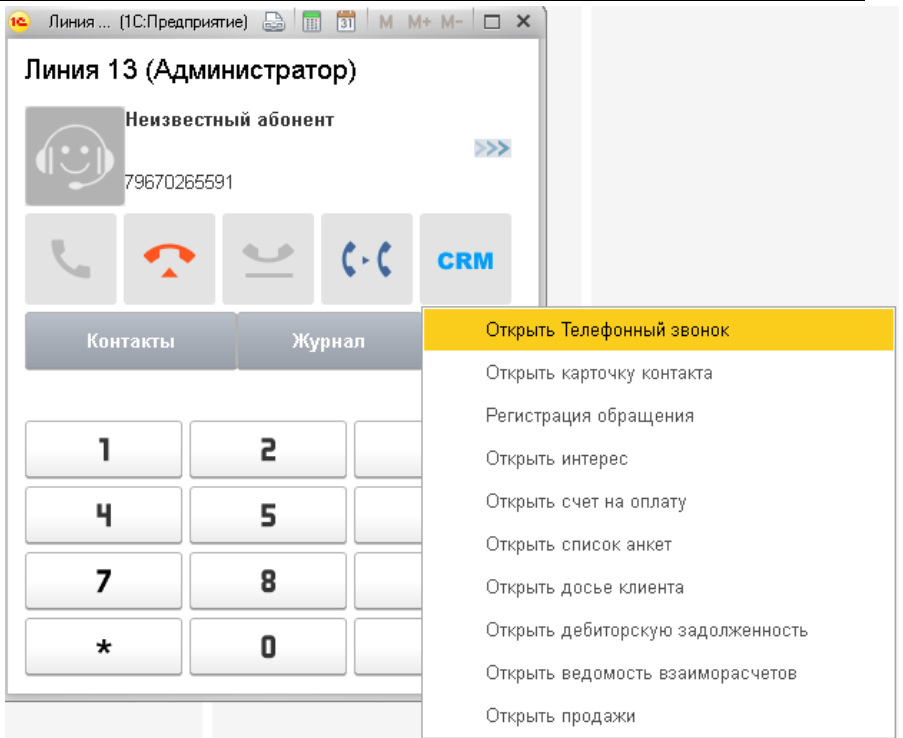 1С Линия ... (1С:Предприятие) 31 M M+ M-
Линия 13 (Администратор)
Неизвестный абонент
>>>
79670265591
CRM
Контакты Журнал
Открыть Телефонный звонок
Открыть карточку контакта
Регистрация обращения
Открыть интерес
Открыть счет на оплату
Открыть список анкет
Открыть досье клиента
Открыть дебиторскую задолженность
Открыть ведомость взаиморасчетов
Открыть продажи
1 2
4 5
7 8
* 0